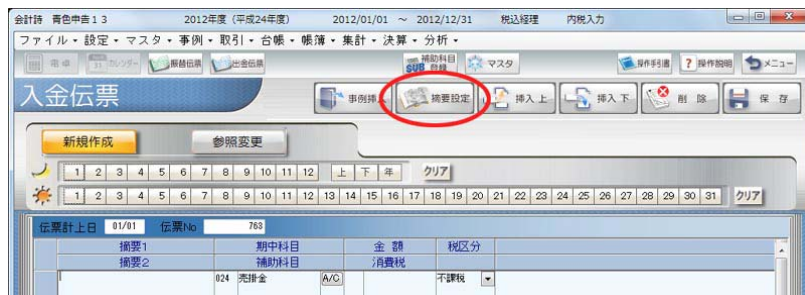 会計詩 青色申告13 2012年度 (平成24年度) 2012/01/01 ～ 2012/12/31 税込経理 内税入力
ファイル・ 設定・ マスタ・ 事例・ 取引・ 台帳・ 帳簿・ 集計・ 決算・ 分析・
電卓 カレンダー 振替伝票 出金伝票 SUB 補助科目登録 マスタ 操作手引書 ? 操作説明 メニュー
入金伝票 事例挿入 摘要設定 挿入上 挿入下 削除 保存
新規作成 参照変更
1 2 3 4 5 6 7 8 9 10 11 12 上 下 年 クリア
1 2 3 4 5 6 7 8 9 10 11 12 13 14 15 16 17 18 19 20 21 22 23 24 25 26 27 28 29 30 31 クリア
伝票計上日 01/01 伝票No 763
摘要1 期中科目 金額 税区分
摘要2 補助科目 消費税
024 売掛金 A/C 不課税